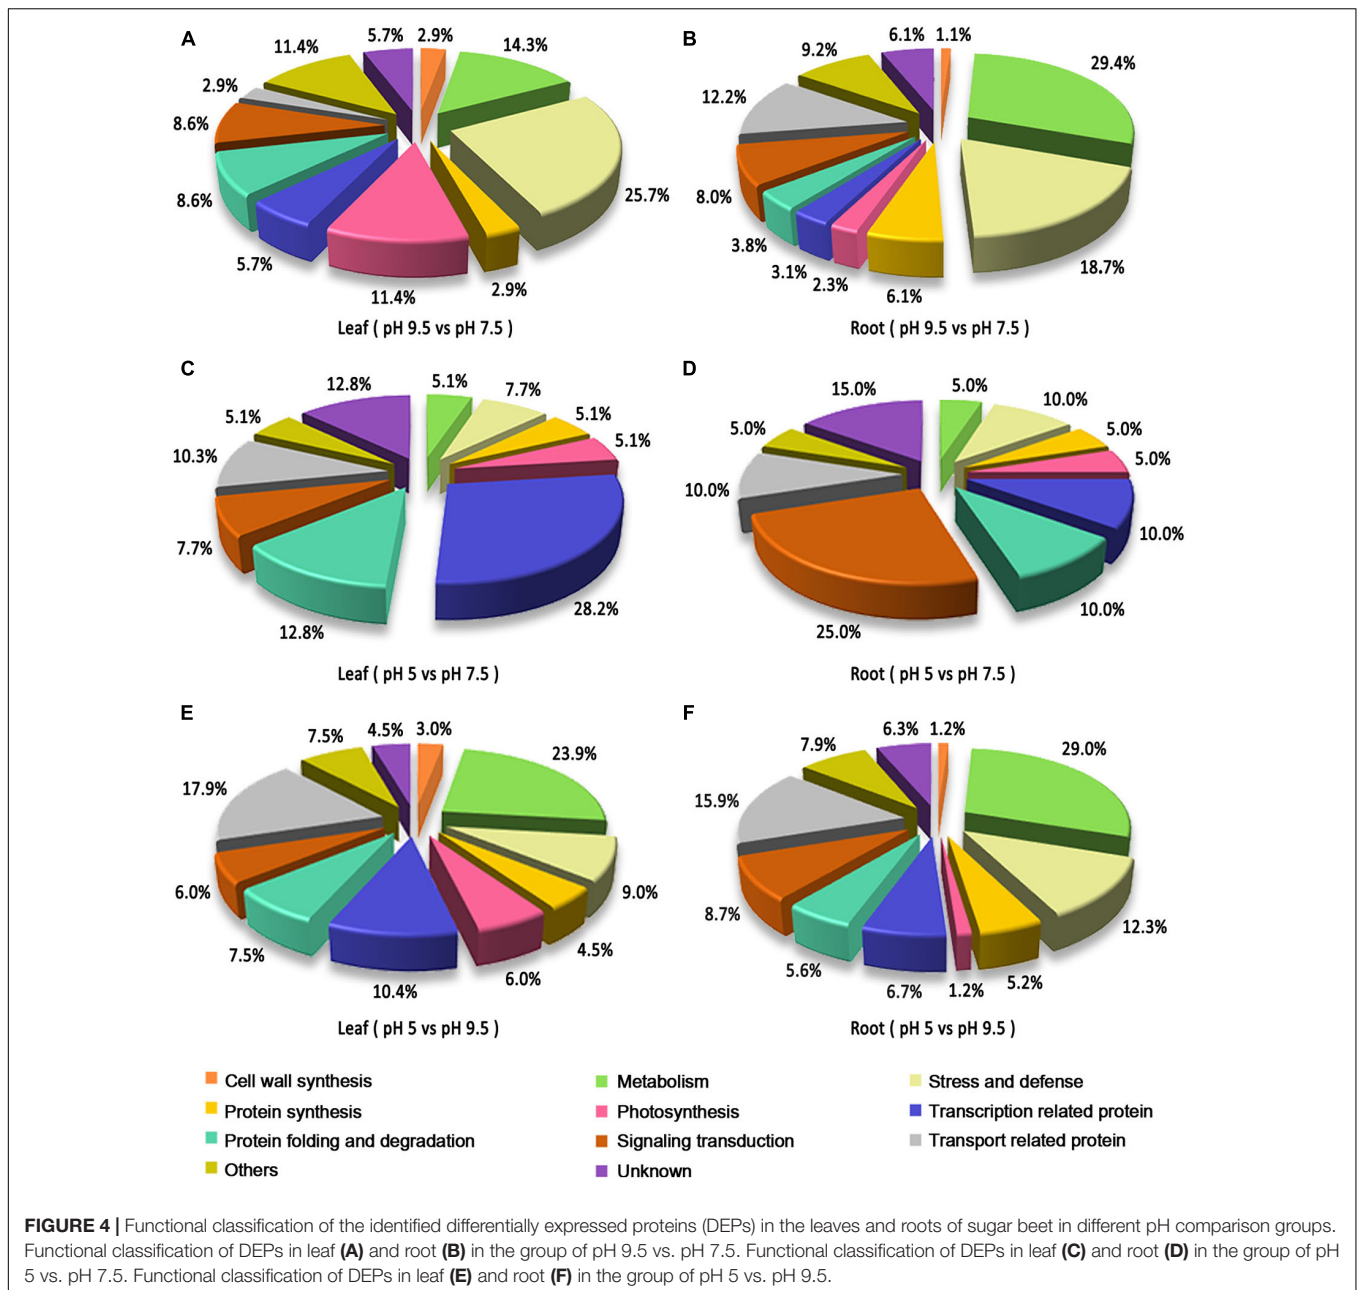 A
5.7%
2.9%
11.4%
14.3%
2.9%
8.6%
25.7%
8.6%
5.7%
2.9%
11.4%
Leaf ( pH 9.5 vs pH 7.5 )
B
6.1%
1.1%
9.2%
29.4%
12.2%
8.0%
3.8%
18.7%
3.1%
2.3%
6.1%
Root ( pH 9.5 vs pH 7.5 )
C
12.8%
5.1%
7.7%
5.1%
5.1%
5.1%
10.3%
7.7%
28.2%
12.8%
Leaf ( pH 5 vs pH 7.5 )
D
15.0%
5.0%
10.0%
5.0%
5.0%
5.0%
10.0%
10.0%
10.0%
25.0%
Root ( pH 5 vs pH 7.5 )
E
7.5%
4.5%
3.0%
23.9%
17.9%
6.0%
9.0%
7.5%
4.5%
6.0%
10.4%
Leaf ( pH 5 vs pH 9.5 )
F
6.3%
1.2%
7.9%
29.0%
15.9%
8.7%
12.3%
5.6%
5.2%
6.7%
1.2%
Root ( pH 5 vs pH 9.5 )
Cell wall synthesis
Metabolism
Stress and defense
Protein synthesis
Photosynthesis
Transcription related protein
Protein folding and degradation
Signaling transduction
Transport related protein
Others
Unknown
FIGURE 4 | Functional classification of the identified differentially expressed proteins (DEPs) in the leaves and roots of sugar beet in different pH comparison groups.
Functional classification of DEPs in leaf (A) and root (B) in the group of pH 9.5 vs. pH 7.5. Functional classification of DEPs in leaf (C) and root (D) in the group of pH
5 vs. pH 7.5. Functional classification of DEPs in leaf (E) and root (F) in the group of pH 5 vs. pH 9.5.